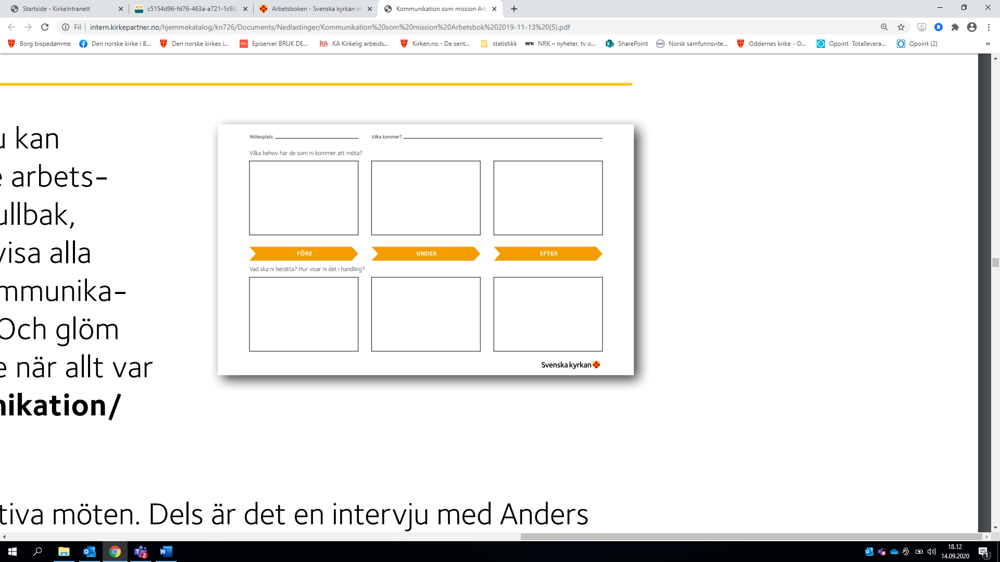 Startside - KirkeIntranett
c5154d96-fd76-463a-a721-1c922
Arbetsboken - Svenska kyrkan int
Kommunikation som mission Arb
Fil
intern.kirkepartner.no/hjemmekatalog/kn726/Documents/Nedlastinger/Kommunikation%20som%20mission%20Arbetsbok%202019-11-13%20(5).pdf
Borg bispedømme
Den norske kirke i B...
Den norske kirkes i...
Episerver BRUK DE...
KA Kirkelig arbeids...
Kirken.no - De sent...
statistikk
NRK – nyheter, tv o...
SharePoint
Norsk samfunnsvite...
Oddernes kirke - O...
Opoint Totallevera...
Opoint (2)
u kan
e arbets-
ullbak,
visa alla
mmunika-
Och glöm
e när allt var
nikation/
Mötesplats:
Vilka kommer?
Vilka behov har de som ni kommer att möta?
FÖRE
UNDER
EFTER
Vad ska ni berätta? Hur visar ni det i handling?
Svenska kyrkan
tiva möten. Dels är det en intervju med Anders
18.12
14.09.2020